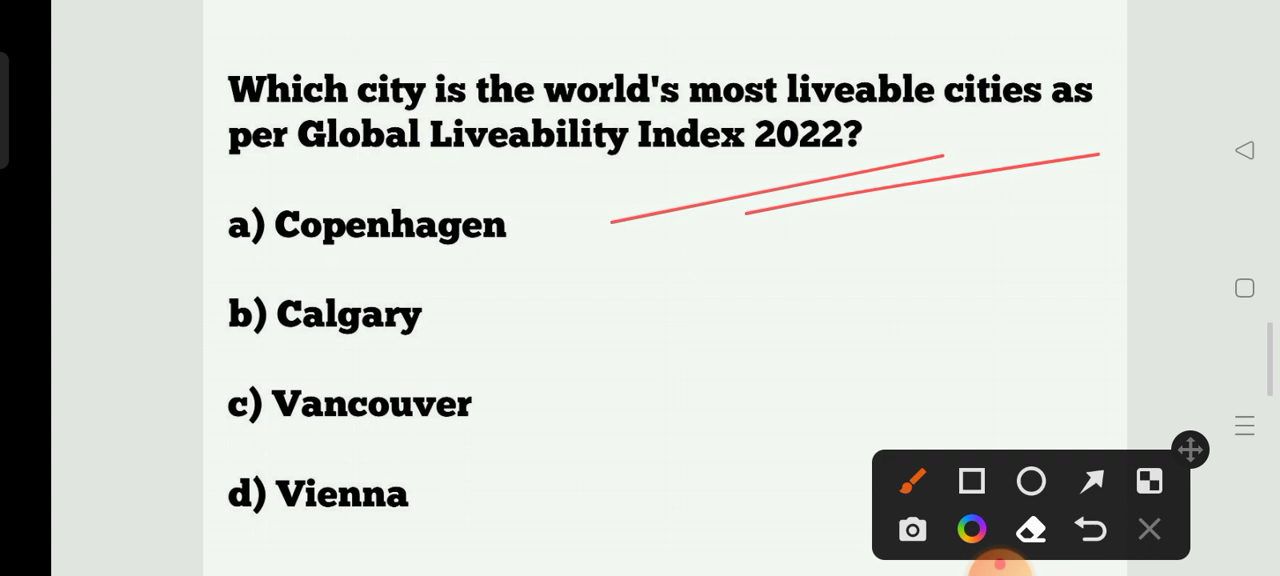 Which city is the world's most liveable cities as
per Global Liveability Index 2022?
a) Copenhagen
b) Calgary
c) Vancouver
d) Vienna